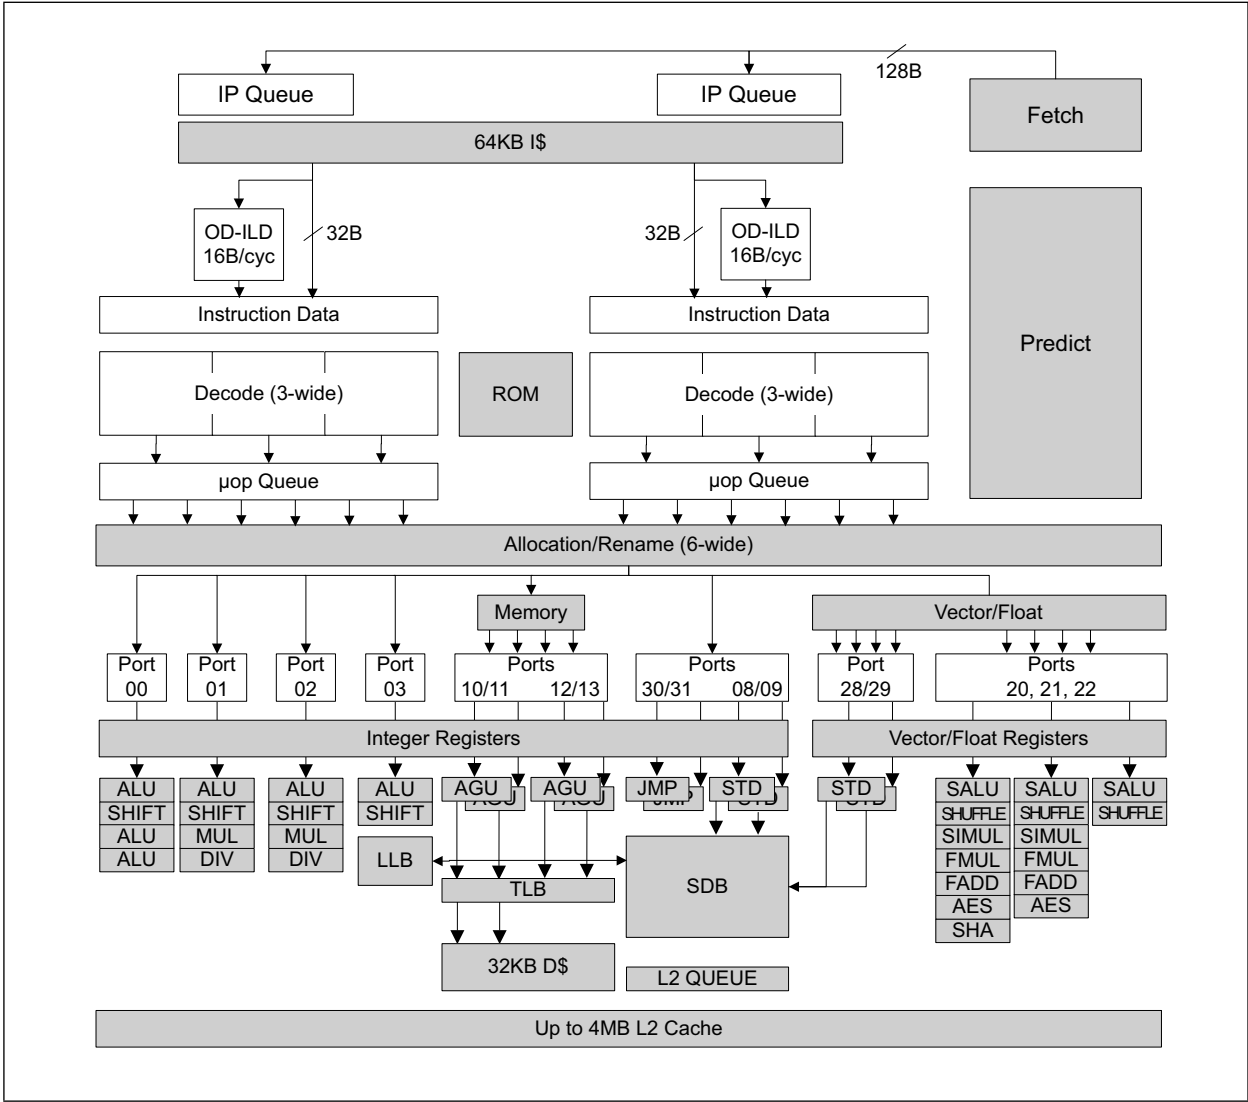 128B
IP Queue
IP Queue
Fetch
64KB I$
OD-ILD
16B/cyc
32B
32B
OD-ILD
16B/cyc
Instruction Data
Instruction Data
Predict
Decode (3-wide)
ROM
Decode (3-wide)
µop Queue
µop Queue
Allocation/Rename (6-wide)
Memory
Vector/Float
Port
00
Port
01
Port
02
Port
03
Ports
10/11 12/13
Ports
30/31 08/09
Port
28/29
Ports
20, 21, 22
Integer Registers
Vector/Float Registers
ALU
SHIFT
ALU
ALU
ALU
SHIFT
MUL
DIV
ALU
SHIFT
MUL
DIV
ALU
SHIFT
AGU
AGU
AGU
AGU
JMP
JMP
STD
STD
STD
STD
SALU
SHUFFLE
SIMUL
FMUL
FADD
AES
SHA
SALU
SHUFFLE
SIMUL
FMUL
FADD
AES
SALU
SHUFFLE
LLB
TLB
SDB
32KB D$
L2 QUEUE
Up to 4MB L2 Cache